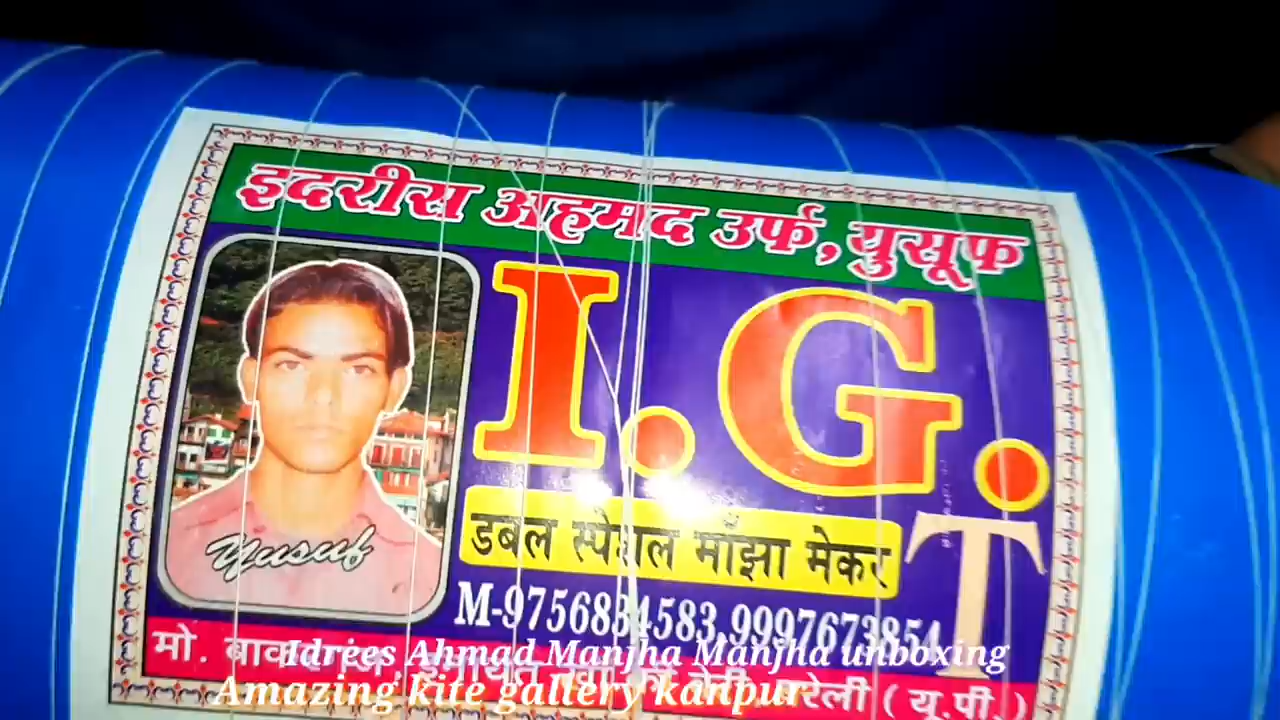 इदरीस अहमद उर्फ, युसूफ
I.G.
T
Yusuf
डबल स्पेशल माँझा मेकर
M-9756834583,9997673854
मो. बरेली ( यू.पी.)
Idrees Ahmad Manjha Manjha unboxing
Amazing kite gallery kanpur